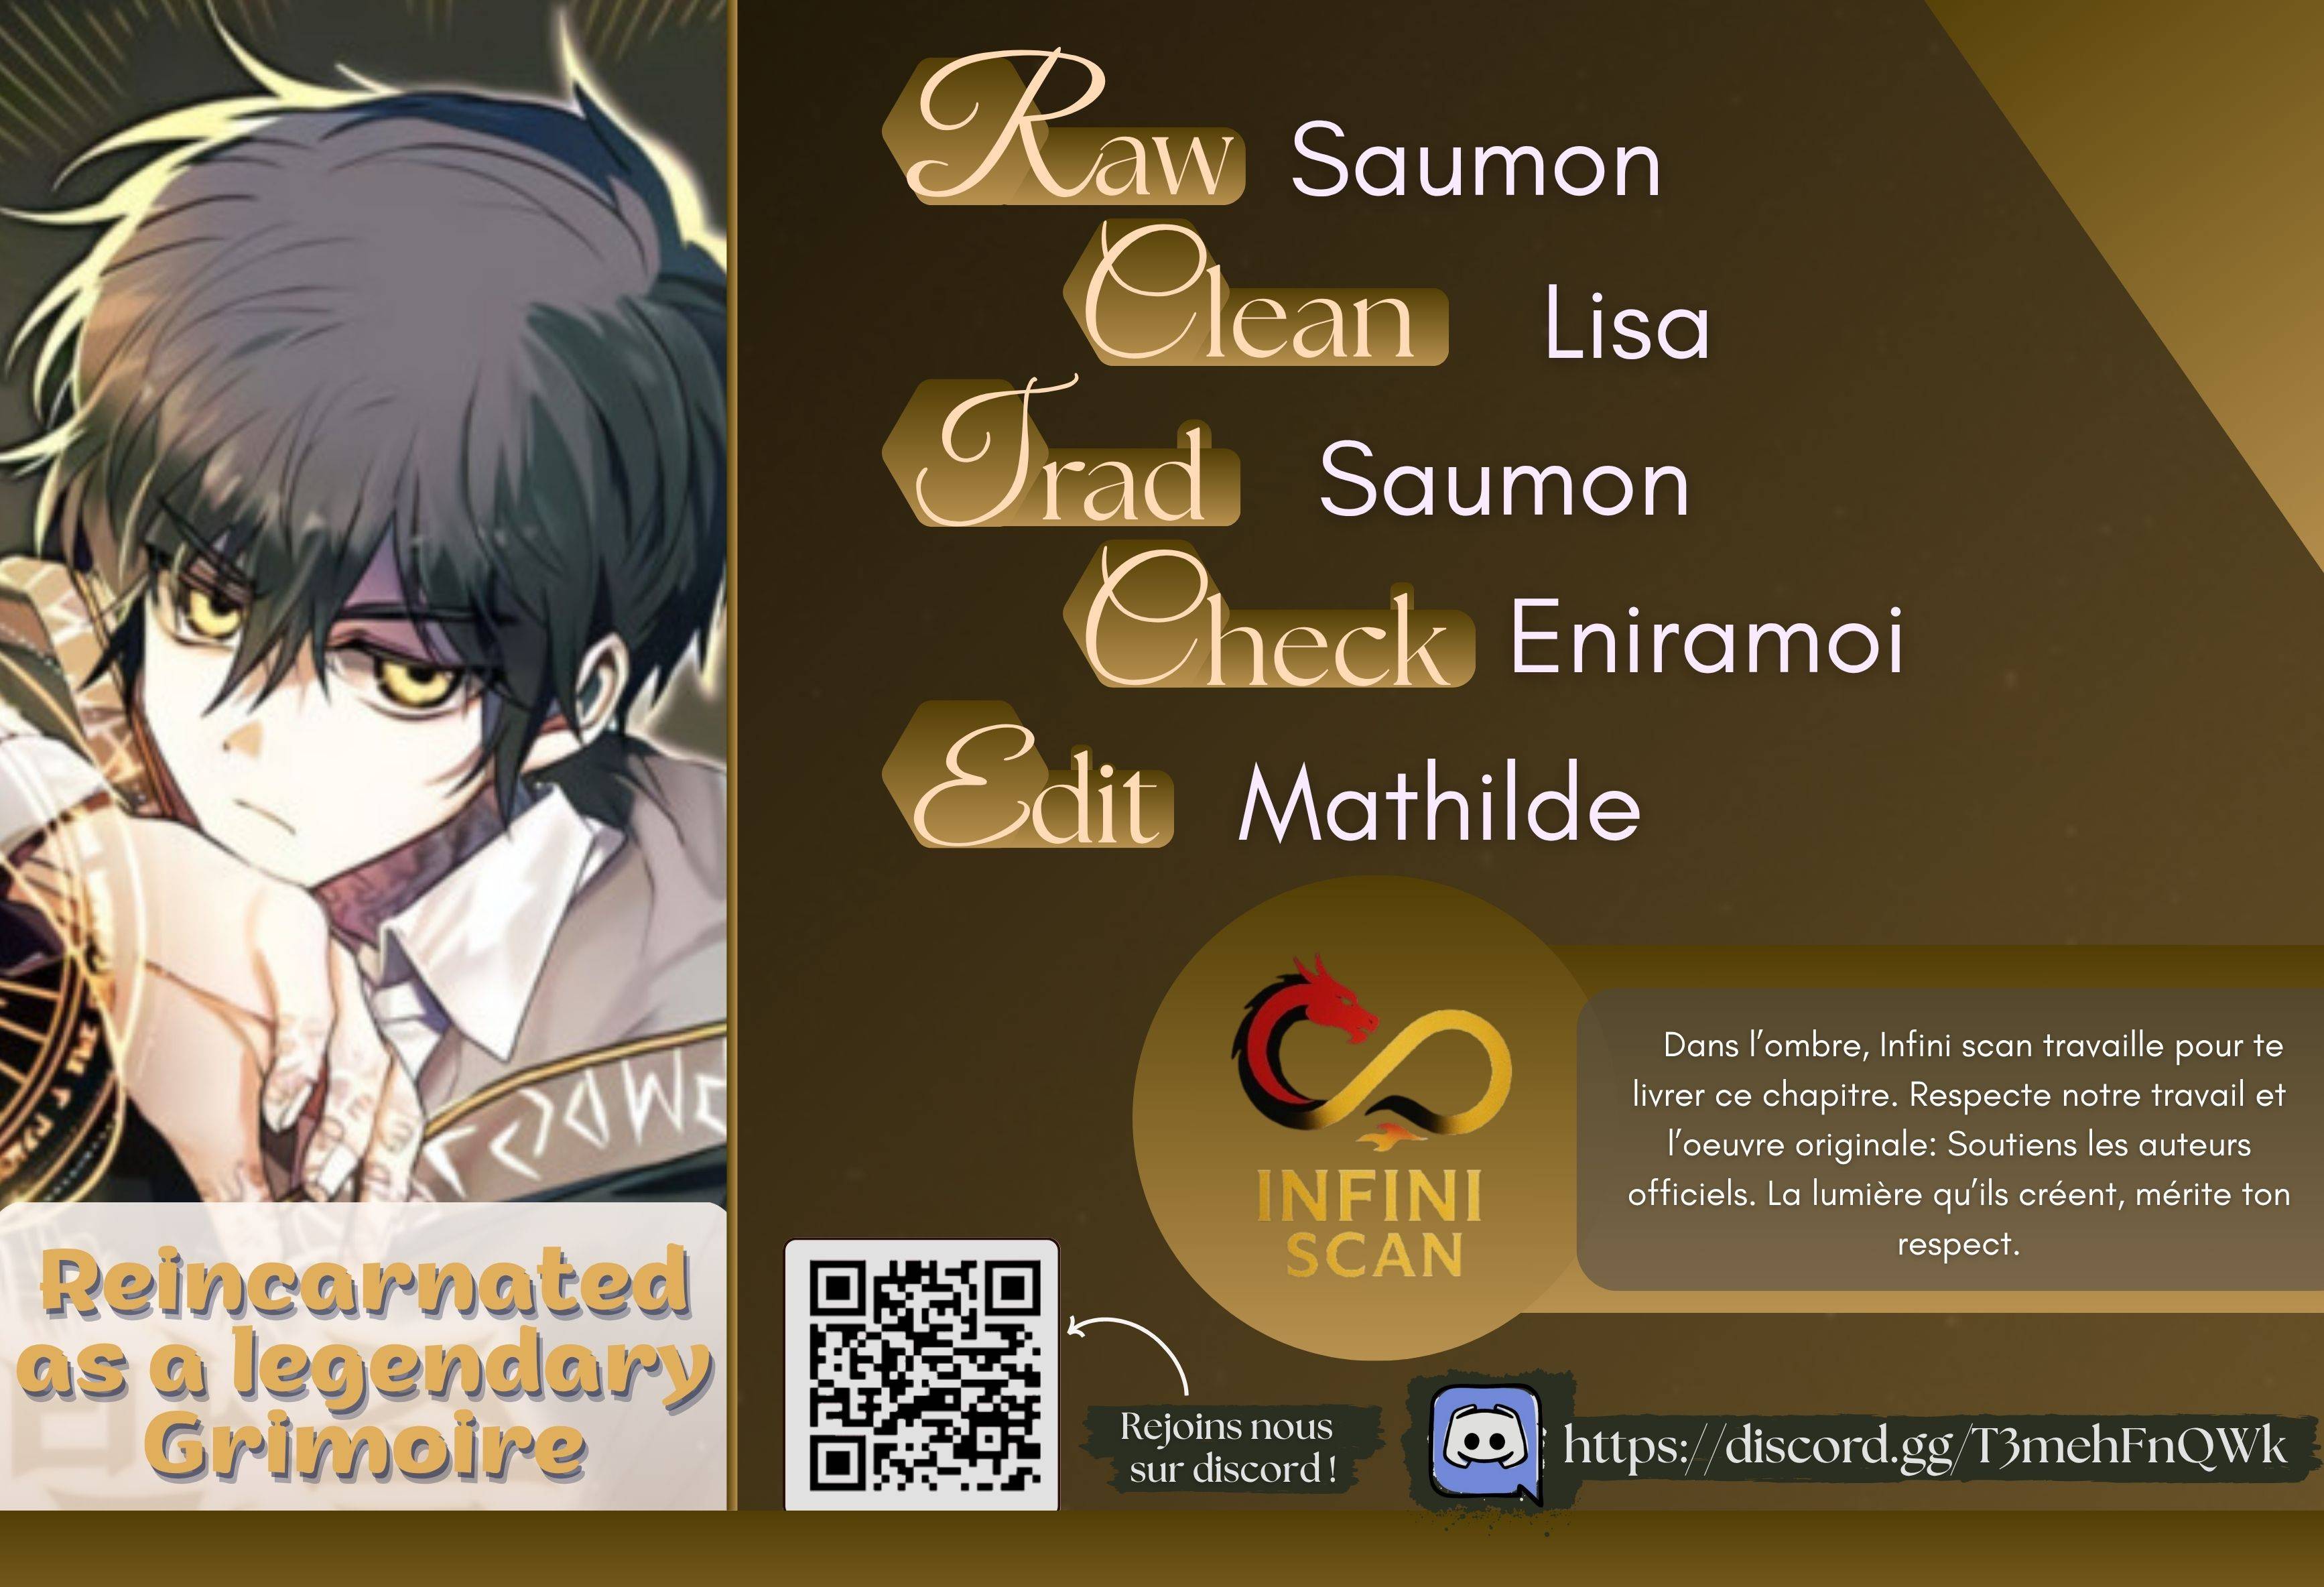 Raw Saumon
Clean Lisa
Trad Saumon
Check Eniramoi
Edit Mathilde
INFINI
SCAN
Dans l'ombre, Infini scan travaille pour te
livrer ce chapitre. Respecte notre travail et
l'oeuvre originale: Soutiens les auteurs
officiels. La lumière qu'ils créent, mérite ton
respect.
Reincarnated
as a legendary
Grimoire
Rejoins nous
sur discord !
https://discord.gg/T3mehFnQWk